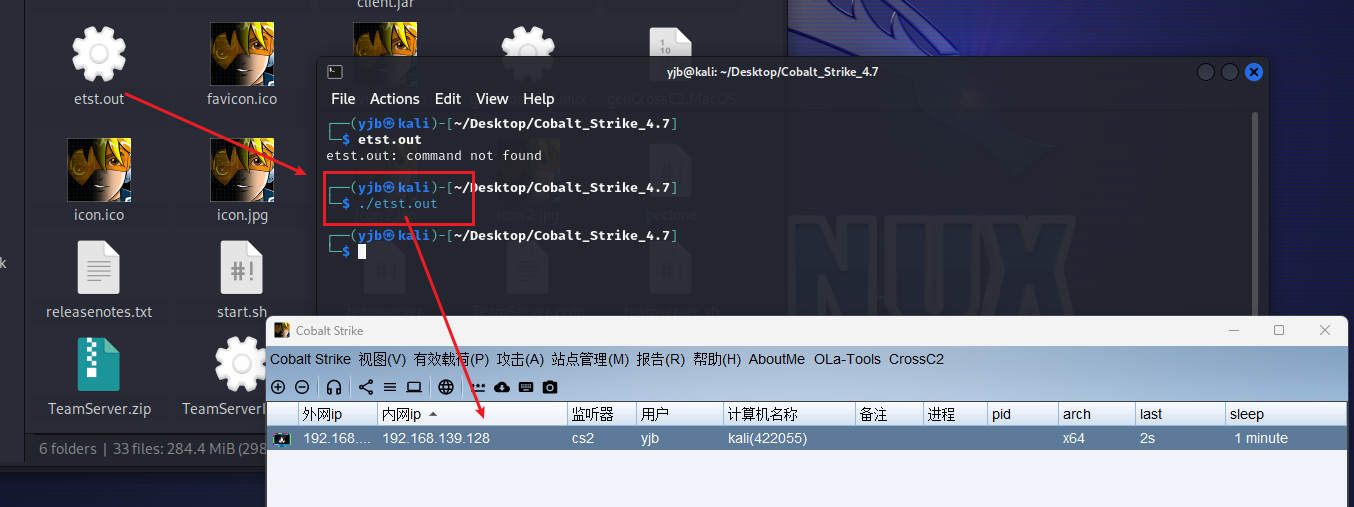 client.jar
etst.out
favicon.ico
genCrossC2.MacOS
icon.ico
icon.jpg
releasenotes.txt
start.sh
TeamServer.zip
6 folders | 33 files: 284.4 MiB (298
yjb@kali: ~/Desktop/Cobalt_Strike_4.7
File Actions Edit View Help
┌──(yjb㉿kali)-[~/Desktop/Cobalt_Strike_4.7]
└─$ etst.out
etst.out: command not found
┌──(yjb㉿kali)-[~/Desktop/Cobalt_Strike_4.7]
└─$ ./etst.out
┌──(yjb㉿kali)-[~/Desktop/Cobalt_Strike_4.7]
└─$
NUX
Cobalt Strike
Cobalt Strike 视图(V) 有效载荷(P) 攻击(A) 站点管理(M) 报告(R) 帮助(H) AboutMe OLa-Tools CrossC2
外网ip 内网ip 监听器 用户 计算机名称 备注 进程 pid arch last sleep
192.168.... 192.168.139.128 cs2 yjb kali(422055) x64 2s 1 minute